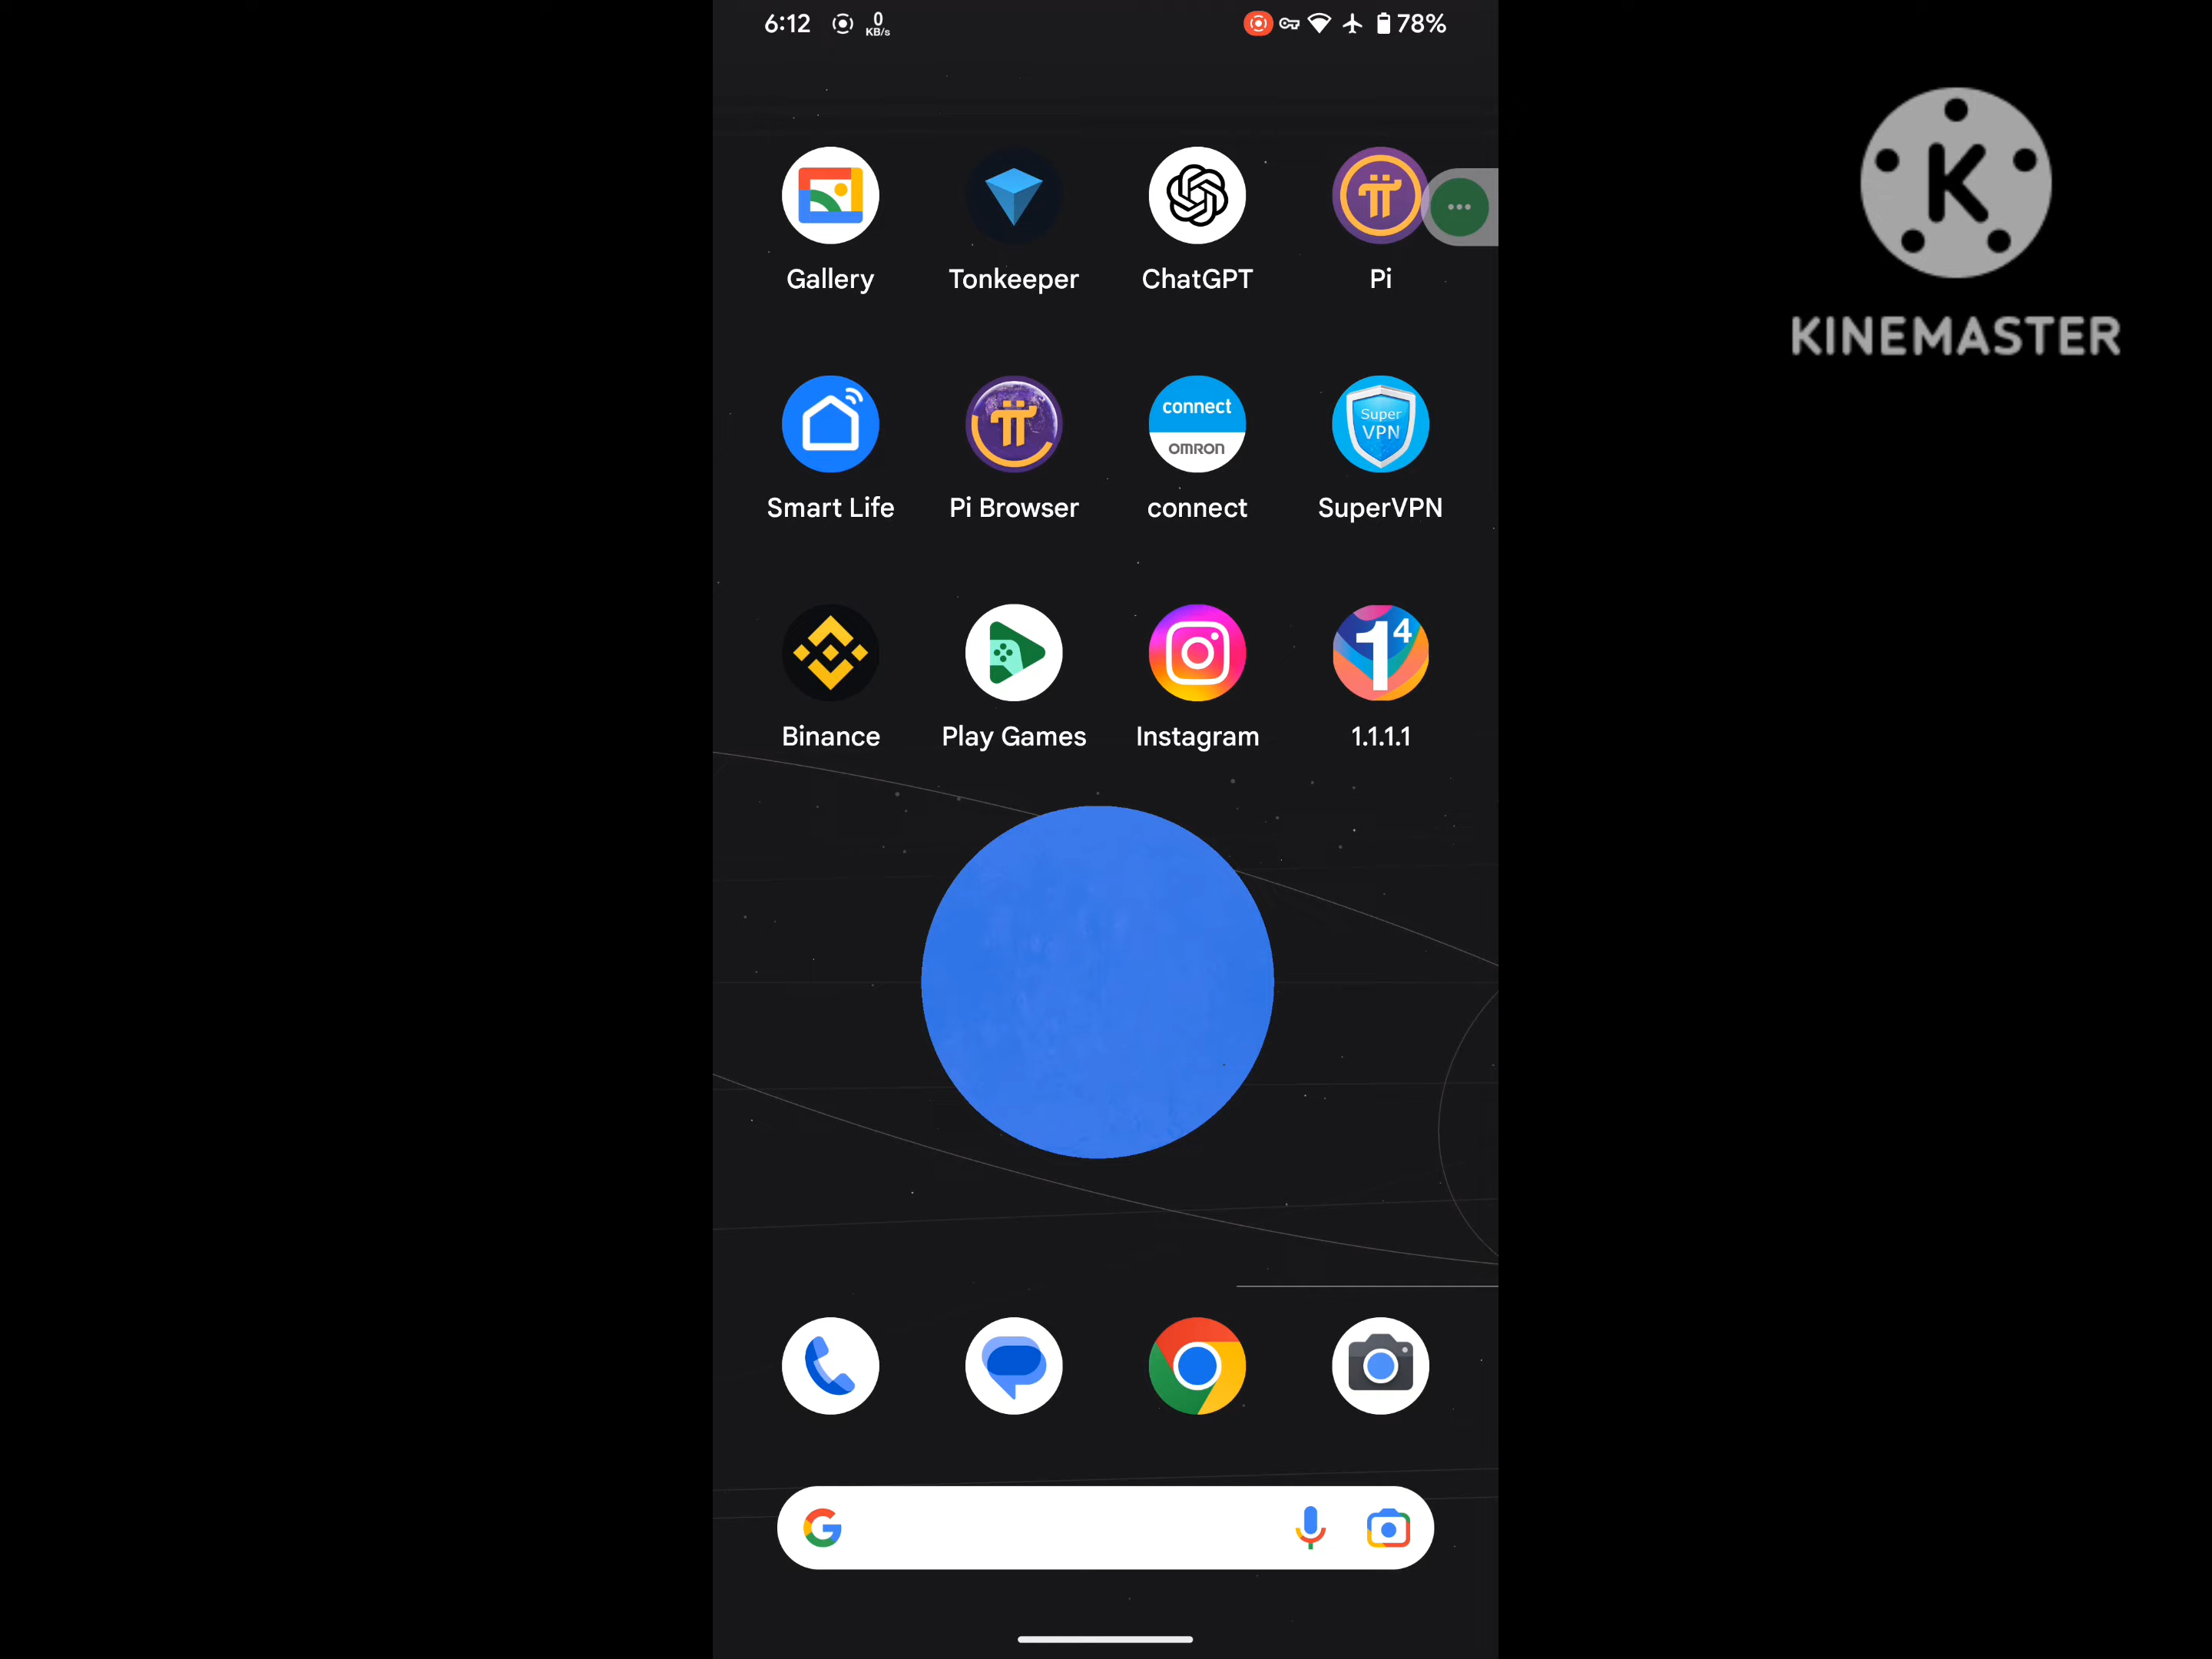 6:12 0 KB/s 78%
Gallery Tonkeeper ChatGPT Pi
connect
OMRON
Super
VPN
Smart Life Pi Browser connect SuperVPN
1⁴
Binance Play Games Instagram 1.1.1.1
K
KINEMASTER